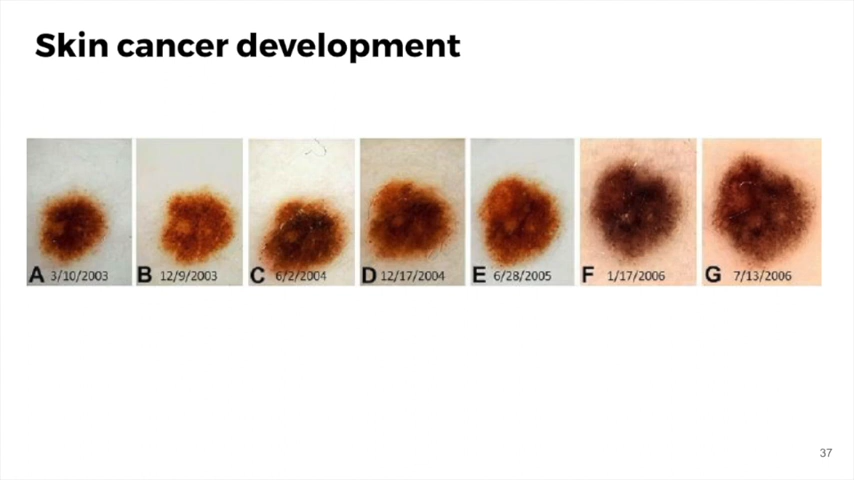 Skin cancer development
A 3/10/2003 B 12/9/2003 C 6/2/2004 D 12/17/2004 E 6/28/2005 F 1/17/2006 G 7/13/2006
37